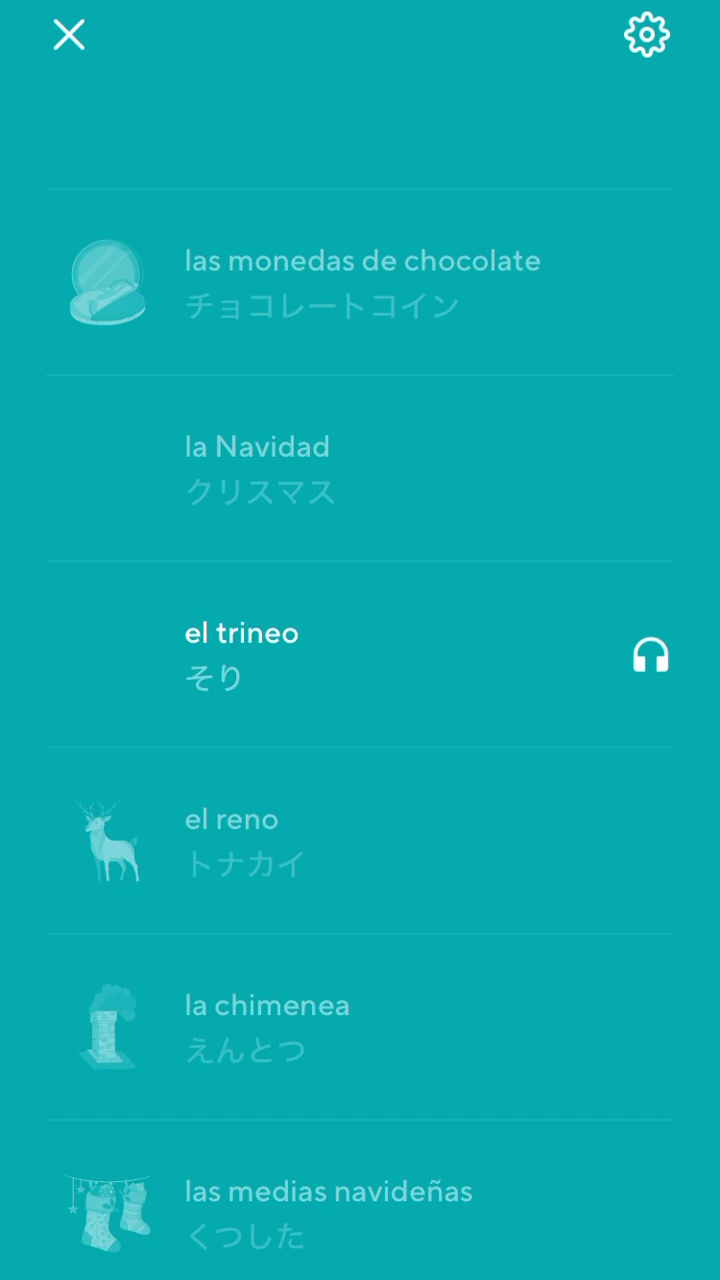 las monedas de chocolate
チョコレートコイン
la Navidad
クリスマス
el trineo
そり
el reno
トナカイ
la chimenea
えんとつ
las medias navideñas
くつした